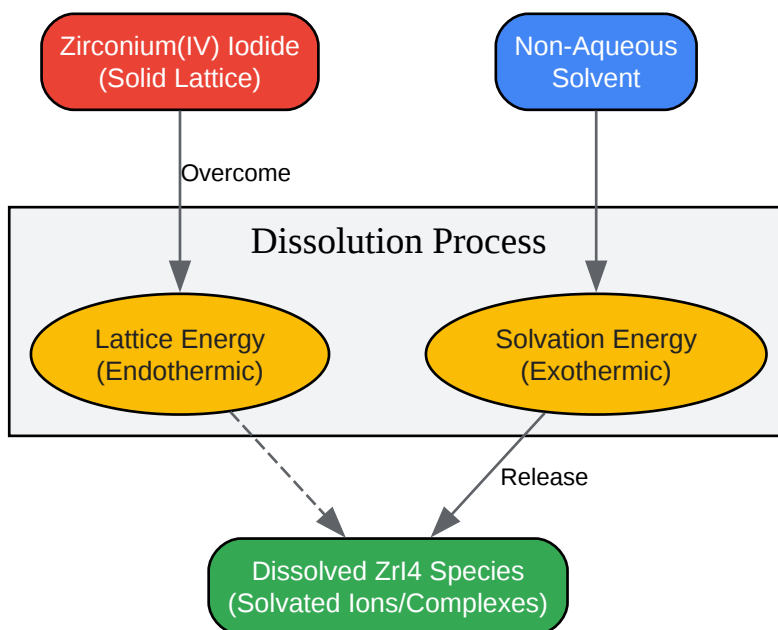 Zirconium(IV) Iodide
(Solid Lattice)
Non-Aqueous
Solvent
Overcome
Dissolution Process
Lattice Energy
(Endothermic)
Solvation Energy
(Exothermic)
Release
Dissolved ZrI4 Species
(Solvated Ions/Complexes)